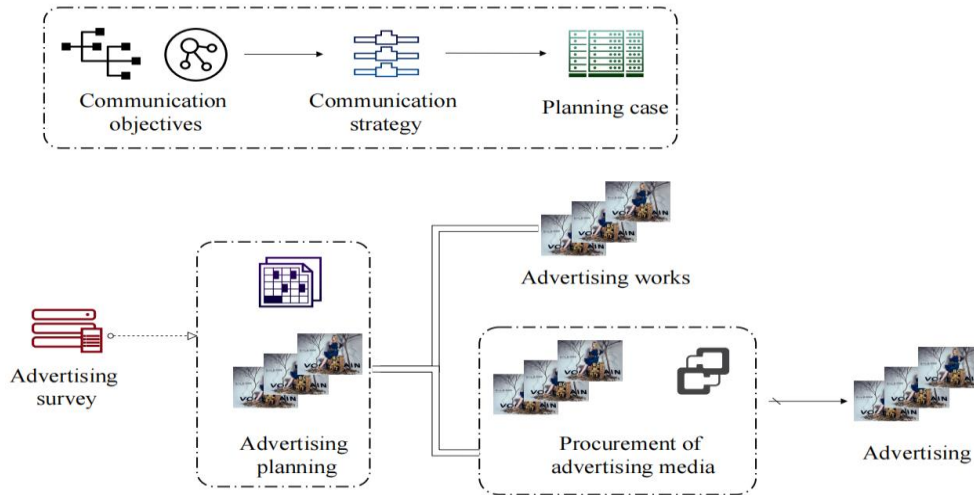 Communication
objectives
Communication
strategy
Planning case
Advertising works
Advertising
survey
Advertising
planning
Procurement of
advertising media
Advertising